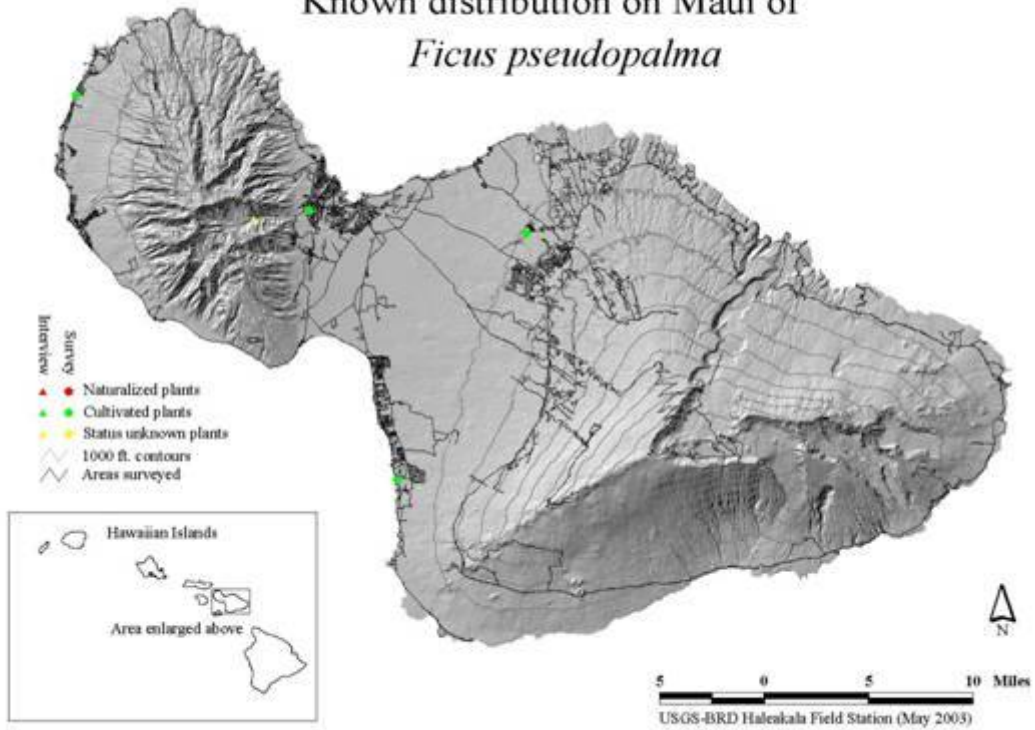 Known distribution on Maui of
Ficus pseudopalma
Interview
Survey
Naturalized plants
Cultivated plants
Status unknown plants
1000 ft. contours
Areas surveyed
Hawaiian Islands
Area enlarged above
N
5 0 5 10 Miles
USGS-BRD Haleakala Field Station (May 2003)